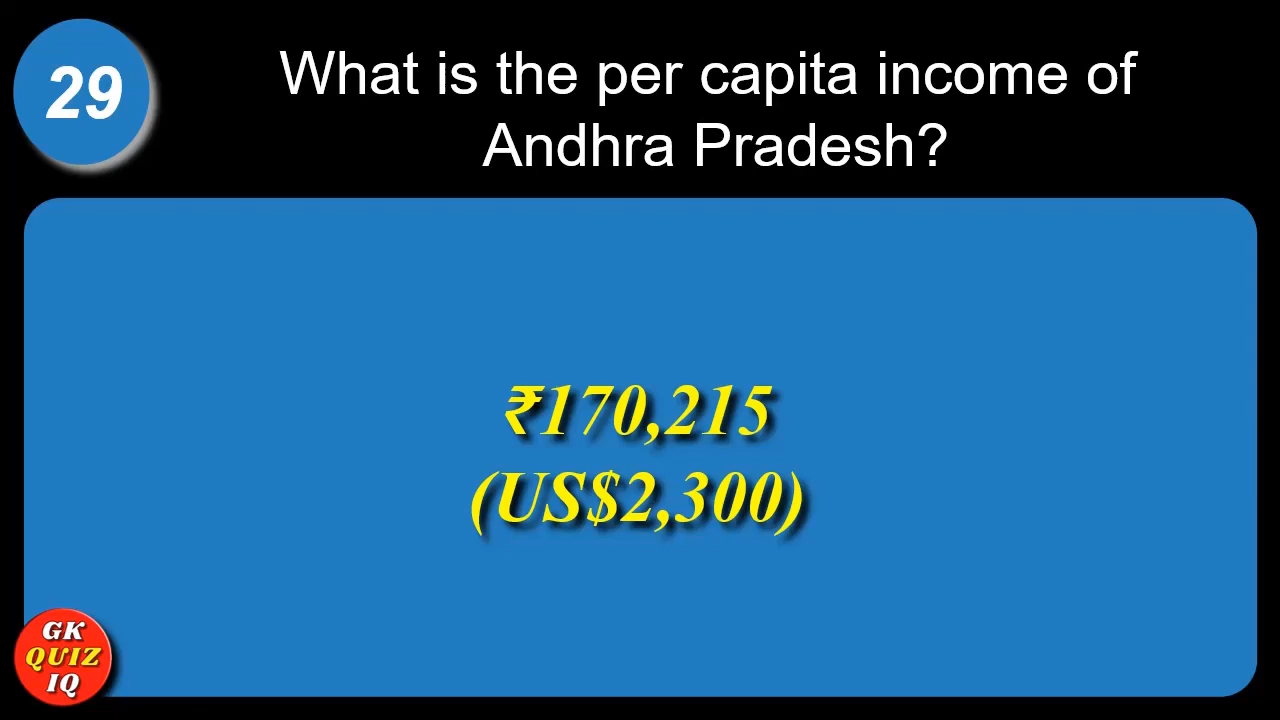 29
What is the per capita income of
Andhra Pradesh?
₹170,215
(US$2,300)
GK
QUIZ
IQ